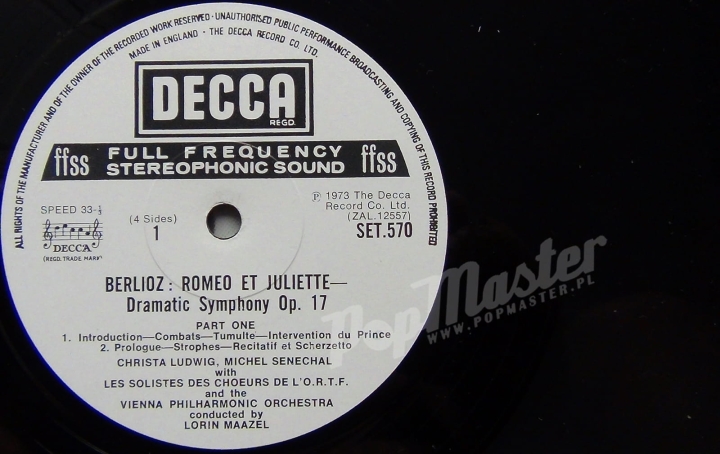 ALL RIGHTS OF THE MANUFACTURER AND OF THE OWNER OF THE RECORDED WORK RESERVED · UNAUTHORISED PUBLIC PERFORMANCE BROADCASTING AND COPYING OF THIS RECORD PROHIBITED
MADE IN ENGLAND - THE DECCA RECORD CO. LTD.
DECCA
REGD.
ffss FULL FREQUENCY STEREOPHONIC SOUND ffss
SPEED 33-⅓
DECCA
(REGD. TRADE MARK)
(4 Sides)
1
℗ 1973 The Decca
Record Co. Ltd.
(ZAL.12557)
SET.570
BERLIOZ: ROMEO ET JULIETTE—
Dramatic Symphony Op. 17
PART ONE
1. Introduction—Combats—Tumulte—Intervention du Prince
2. Prologue—Strophes—Recitatif et Scherzetto
CHRISTA LUDWIG, MICHEL SENECHAL
with
LES SOLISTES DES CHOEURS DE L'O.R.T.F.
and the
VIENNA PHILHARMONIC ORCHESTRA
conducted by
LORIN MAAZEL
PopMaster
WWW.POPMASTER.PL